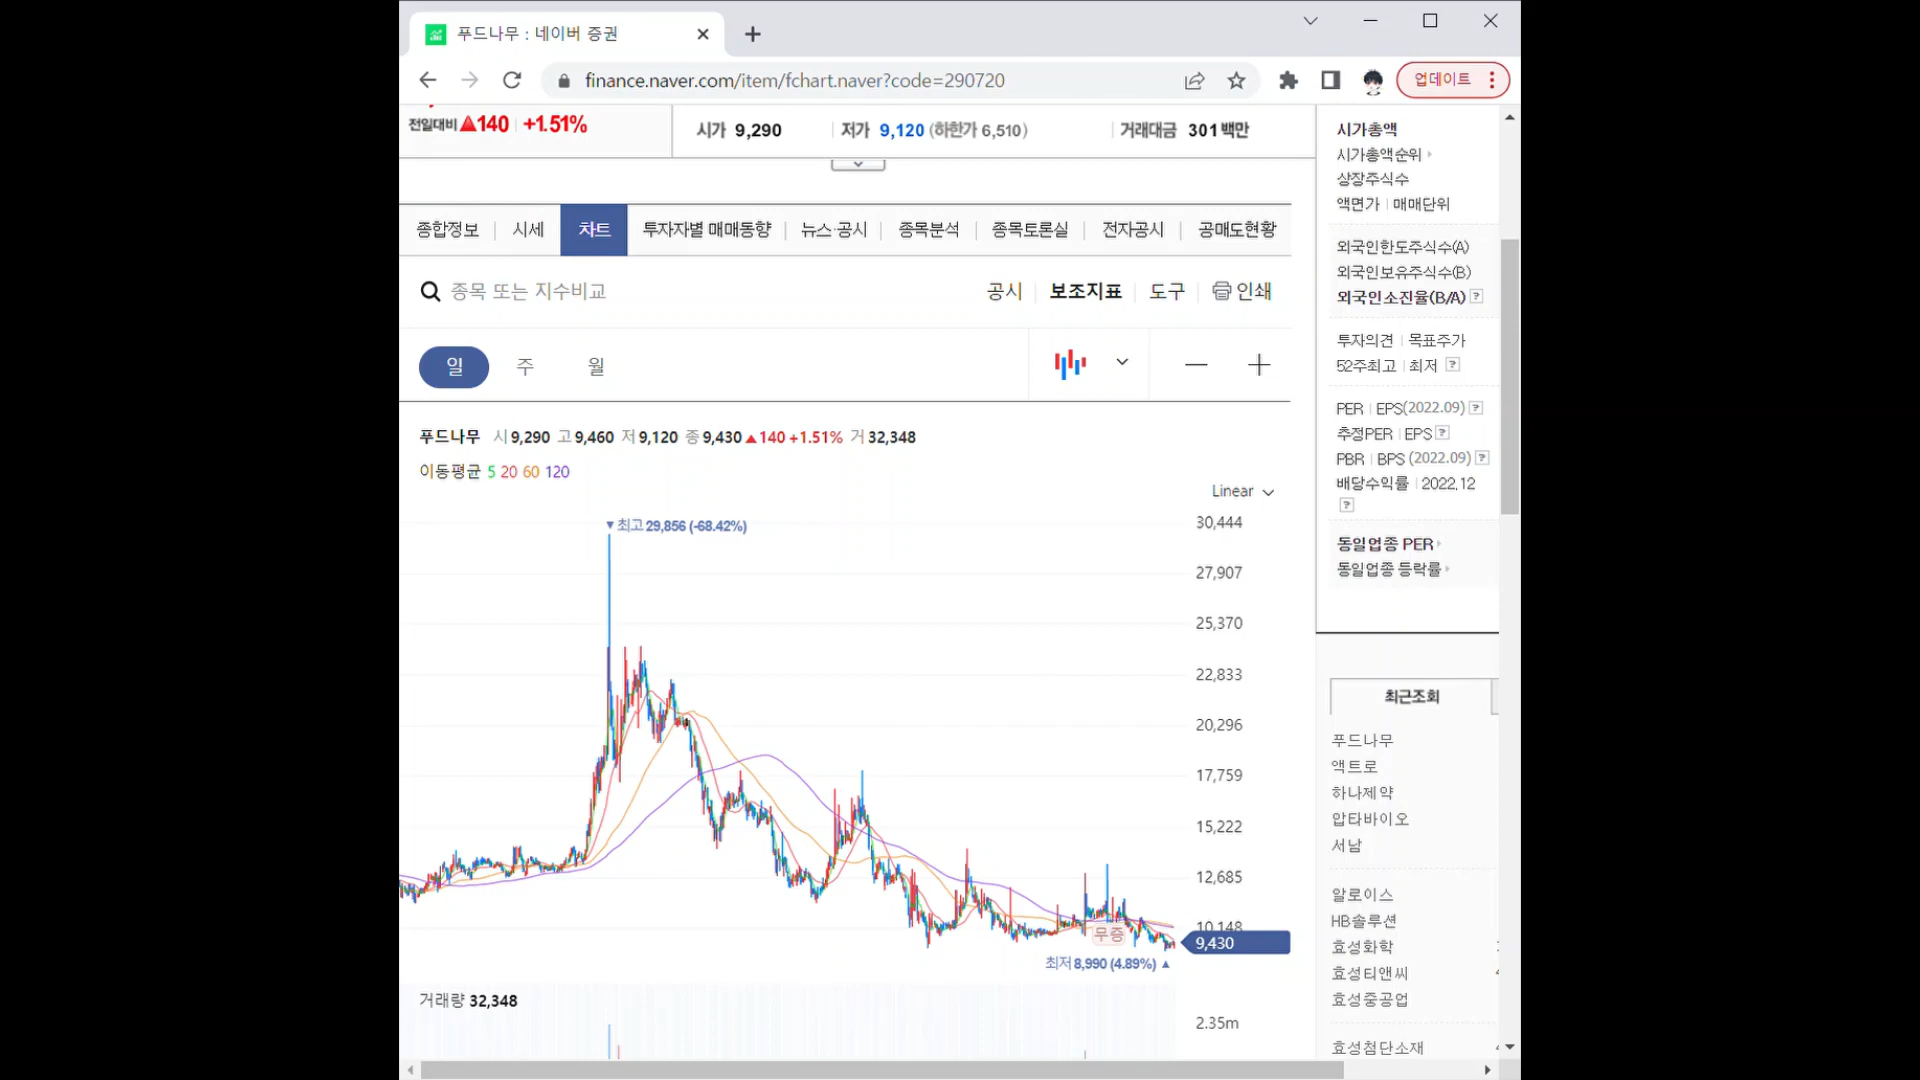 푸드나무 : 네이버 증권
finance.naver.com/item/fchart.naver?code=290720
업데이트
전일대비 ▲140 +1.51%
시가 9,290 저가 9,120 (하한가 6,510) 거래대금 301 백만
종합정보 시세 차트 투자자별 매매동향 뉴스·공시 종목분석 종목토론실 전자공시 공매도현황
종목 또는 지수비교
공시 보조지표 도구 인쇄
일 주 월
푸드나무 시 9,290 고 9,460 저 9,120 종 9,430 ▲140 +1.51% 거 32,348
이동평균 5 20 60 120
Linear
▼최고 29,856 (-68.42%)
30,444
27,907
25,370
22,833
20,296
17,759
15,222
12,685
10,148
9,430
무증
최저 8,990 (4.89%) ▲
거래량 32,348
2.35m
시가총액
시가총액순위
상장주식수
액면가 매매단위
외국인한도주식수(A)
외국인보유주식수(B)
외국인소진율(B/A) ?
투자의견 목표주가
52주최고 최저 ?
PER EPS(2022.09) ?
추정PER EPS ?
PBR BPS (2022.09) ?
배당수익률 2022.12
?
동일업종 PER
동일업종 등락률
최근조회
푸드나무
액트로
하나제약
압타바이오
서남
알로이스
HB솔루션
효성화학
효성티앤씨
효성중공업
효성첨단소재